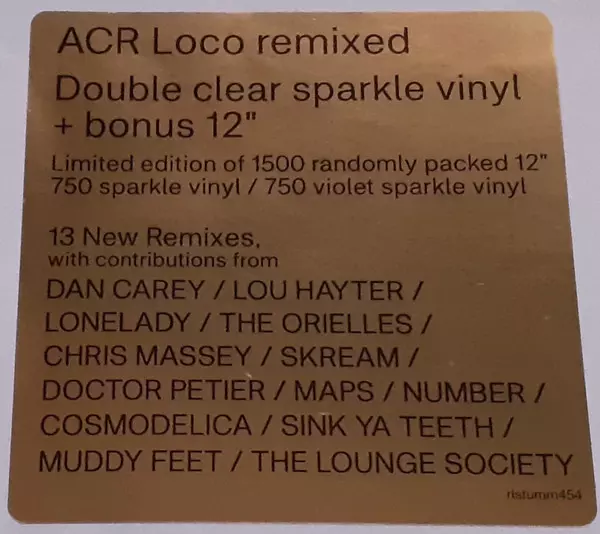 ACR Loco remixed
Double clear sparkle vinyl
+ bonus 12"
Limited edition of 1500 randomly packed 12"
750 sparkle vinyl / 750 violet sparkle vinyl
13 New Remixes,
with contributions from
DAN CAREY / LOU HAYTER /
LONELADY / THE ORIELLES /
CHRIS MASSEY / SKREAM /
DOCTOR PETIER / MAPS / NUMBER /
COSMODELICA / SINK YA TEETH /
MUDDY FEET / THE LOUNGE SOCIETY
rlstumm454